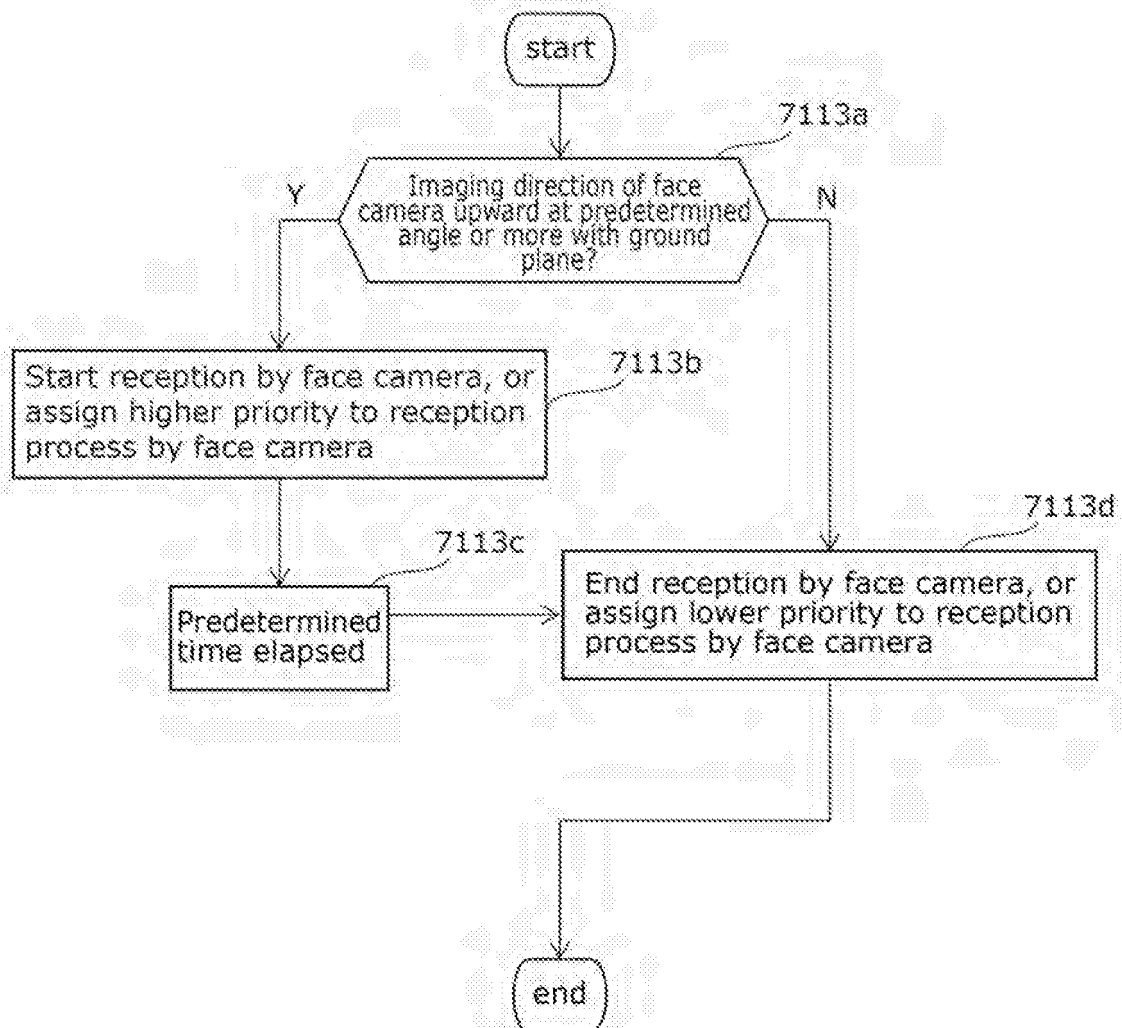 start
7113a
Y
Imaging direction of face
camera upward at predetermined
angle or more with ground
plane?
N
Start reception by face camera, or
assign higher priority to reception
process by face camera
7113b
7113c
Predetermined
time elapsed
7113d
End reception by face camera, or
assign lower priority to reception
process by face camera
end